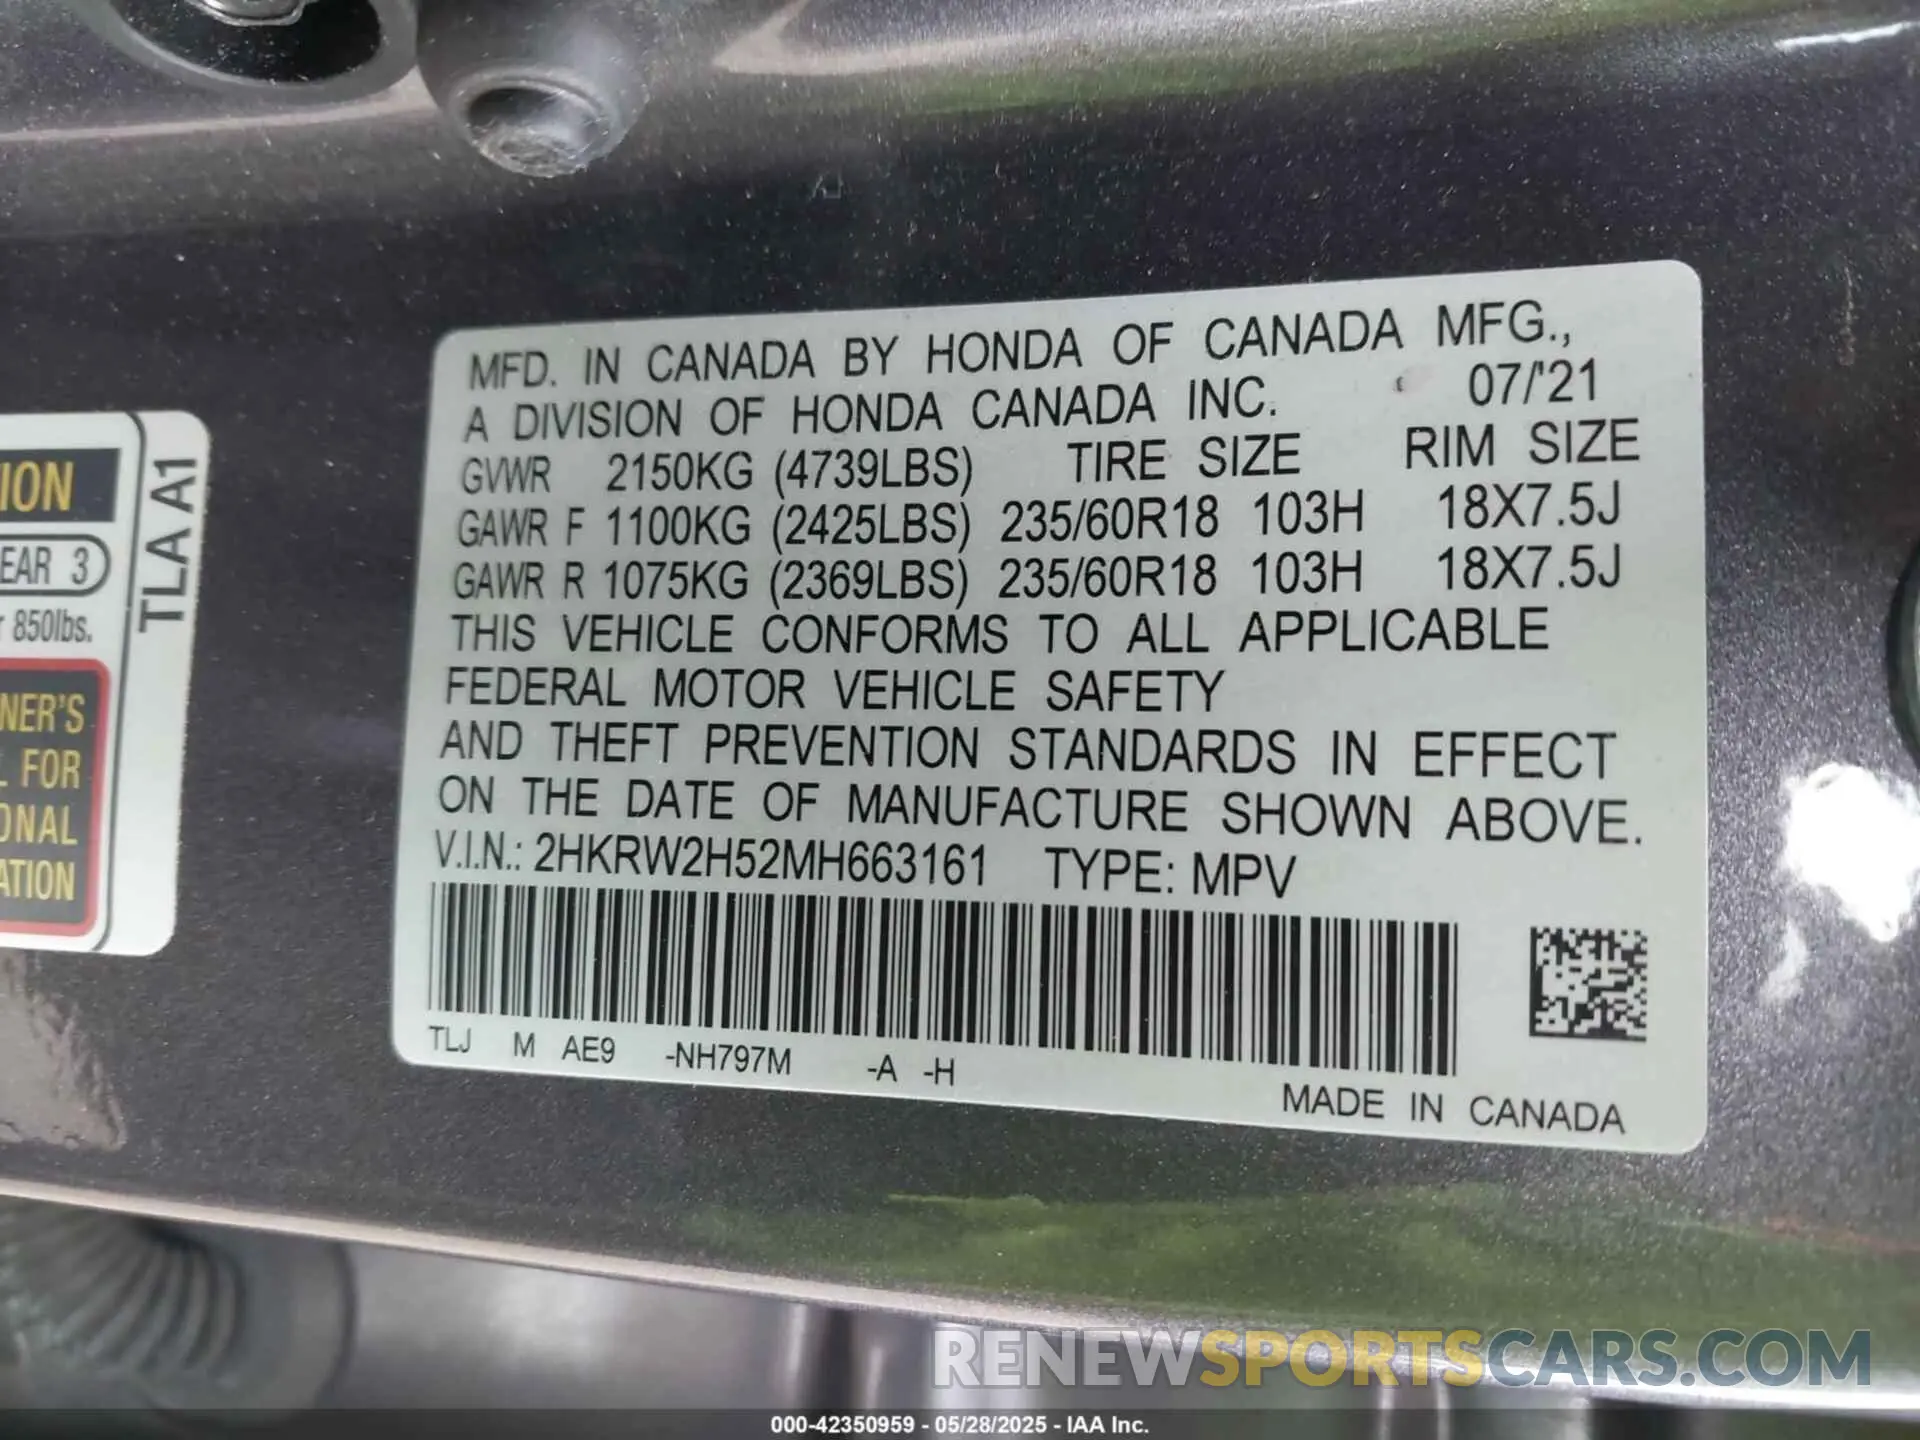 MFD. IN CANADA BY HONDA OF CANADA MFG.,
A DIVISION OF HONDA CANADA INC. 07/'21
GVWR 2150KG (4739LBS) TIRE SIZE RIM SIZE
GAWR F 1100KG (2425LBS) 235/60R18 103H 18X7.5J
GAWR R 1075KG (2369LBS) 235/60R18 103H 18X7.5J
THIS VEHICLE CONFORMS TO ALL APPLICABLE
FEDERAL MOTOR VEHICLE SAFETY
AND THEFT PREVENTION STANDARDS IN EFFECT
ON THE DATE OF MANUFACTURE SHOWN ABOVE.
V.I.N.: 2HKRW2H52MH663161 TYPE: MPV
TLJ M AE9 -NH797M -A -H
MADE IN CANADA
ION
EAR 3
850lbs.
NER'S
L FOR
ONAL
ATION
TLA A1
RENEWSPORTSCARS.COM
000-42350959 - 05/28/2025 - IAA Inc.